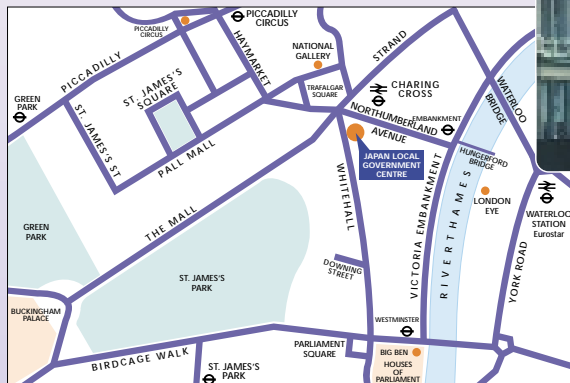 PICCADILLY
CIRCUS
PICCADILLY
CIRCUS
PICCADILLY
HAYMARKET
NATIONAL
GALLERY
STRAND
ST. JAMES'S
SQUARE
TRAFALGAR
SQUARE
CHARING
CROSS
WATERLOO
BRIDGE
GREEN
PARK
ST. JAMES'S ST
NORTHUMBERLAND
AVENUE
EMBANKMENT
PALL MALL
JAPAN LOCAL
GOVERNMENT
CENTRE
HUNGERFORD
BRIDGE
WHITEHALL
VICTORIA EMBANKMENT
RIVERTHAMES
LONDON
EYE
WATERLOO
STATION
Eurostar
THE MALL
GREEN
PARK
YORK ROAD
DOWNING
STREET
ST. JAMES'S
PARK
BUCKINGHAM
PALACE
WESTMINSTER
PARLIAMENT
SQUARE
BIG BEN
HOUSES
OF
PARLIAMENT
BIRDCAGE WALK
ST. JAMES'S
PARK